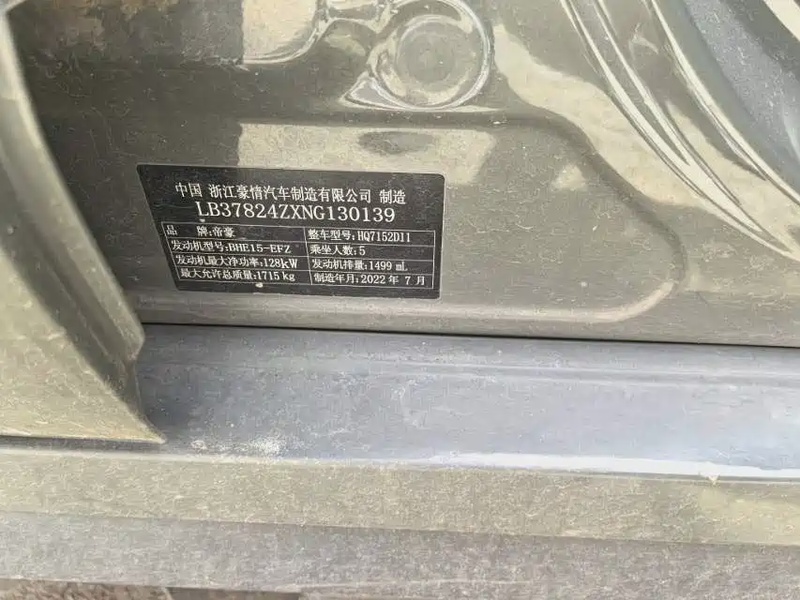 中国 浙江豪情汽车制造有限公司 制造
LB37824ZXNG130139
品 牌:帝豪 整车型号:HQ7152D11
发动机型号:BHE15-EFZ 乘坐人数:5
发动机最大净功率:128kW 发动机排量:1499 mL
最大允许总质量:1715kg 制造年月:2022 年 7 月